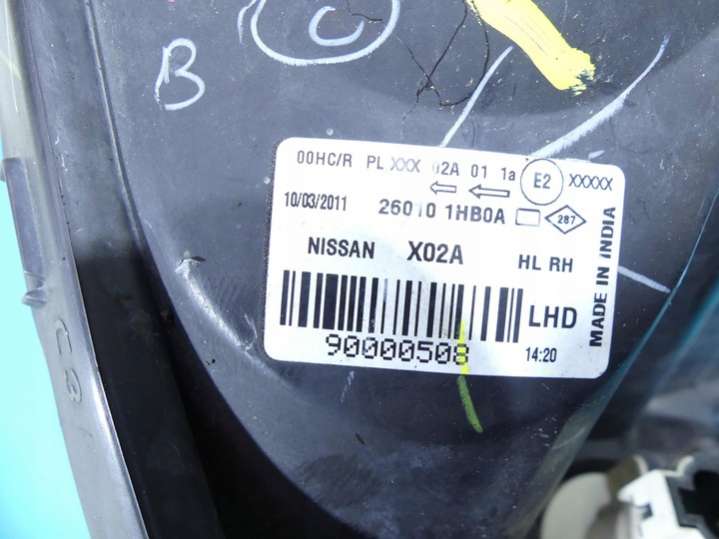 C
B
00HC/R PL XXX 02A 01 1a E2 XXXXX
10/03/2011 26010 1HB0A 287
NISSAN X02A HL RH
LHD
90000508 14:20
MADE IN INDIA